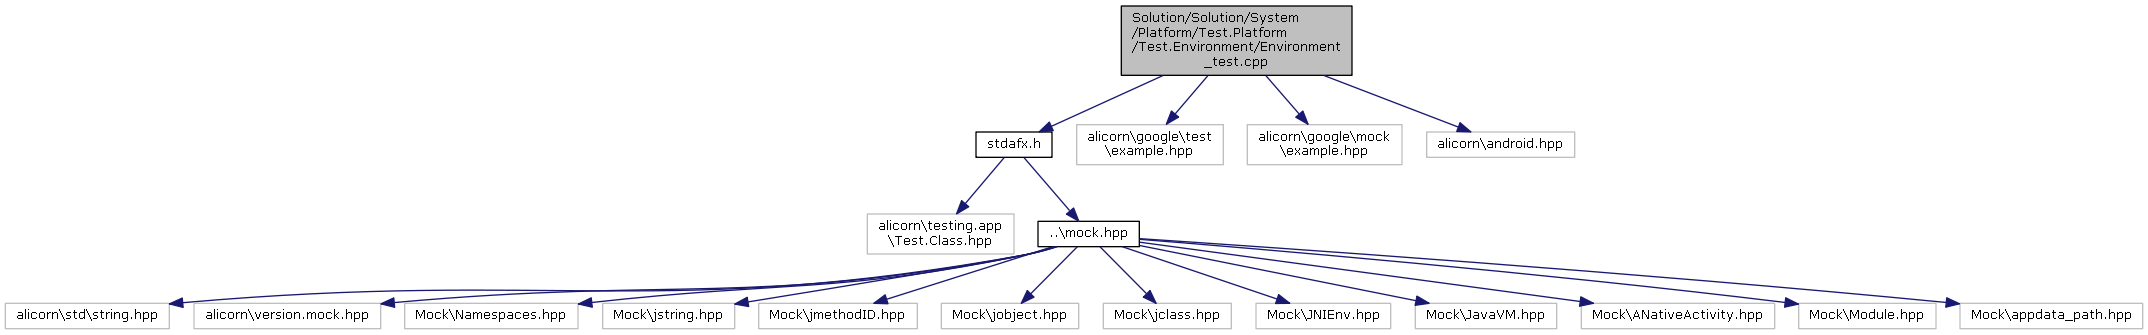 Solution/Solution/System
/Platform/Test.Platform
/Test.Environment/Environment
_test.cpp
stdafx.h
alicorn\google\test
\example.hpp
alicorn\google\mock
\example.hpp
alicorn\android.hpp
alicorn\testing.app
\Test.Class.hpp
..\mock.hpp
alicorn\std\string.hpp
alicorn\version.mock.hpp
Mock\Namespaces.hpp
Mock\jstring.hpp
Mock\jmethodID.hpp
Mock\jobject.hpp
Mock\jclass.hpp
Mock\JNIEnv.hpp
Mock\JavaVM.hpp
Mock\ANativeActivity.hpp
Mock\Module.hpp
Mock\appdata_path.hpp